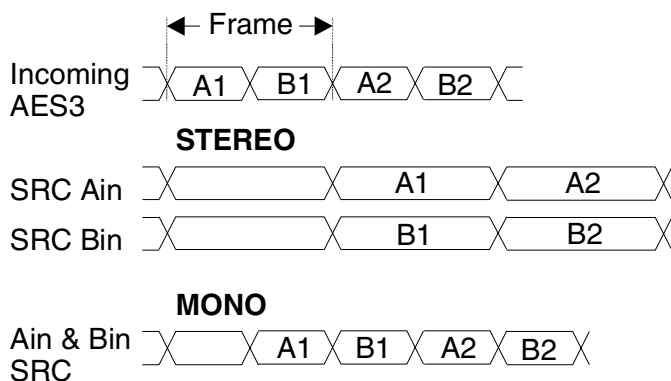 Frame
Incoming AES3
A1 B1 A2 B2
STEREO
SRC Ain
A1 A2
SRC Bin
B1 B2
MONO
Ain & Bin SRC
A1 B1 A2 B2